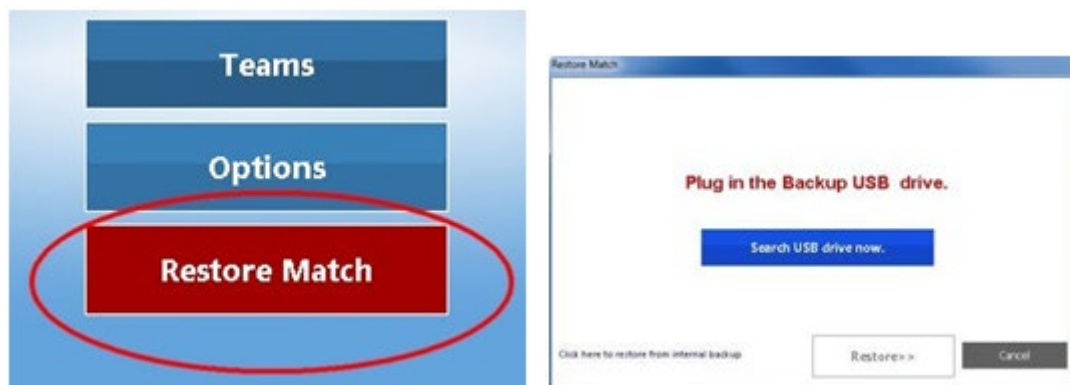 Teams
Options
Restore Match
Restore Match
Plug in the Backup USB drive.
Search USB drive now.
Click here to restore from internal backup
Restore>>
Cancel